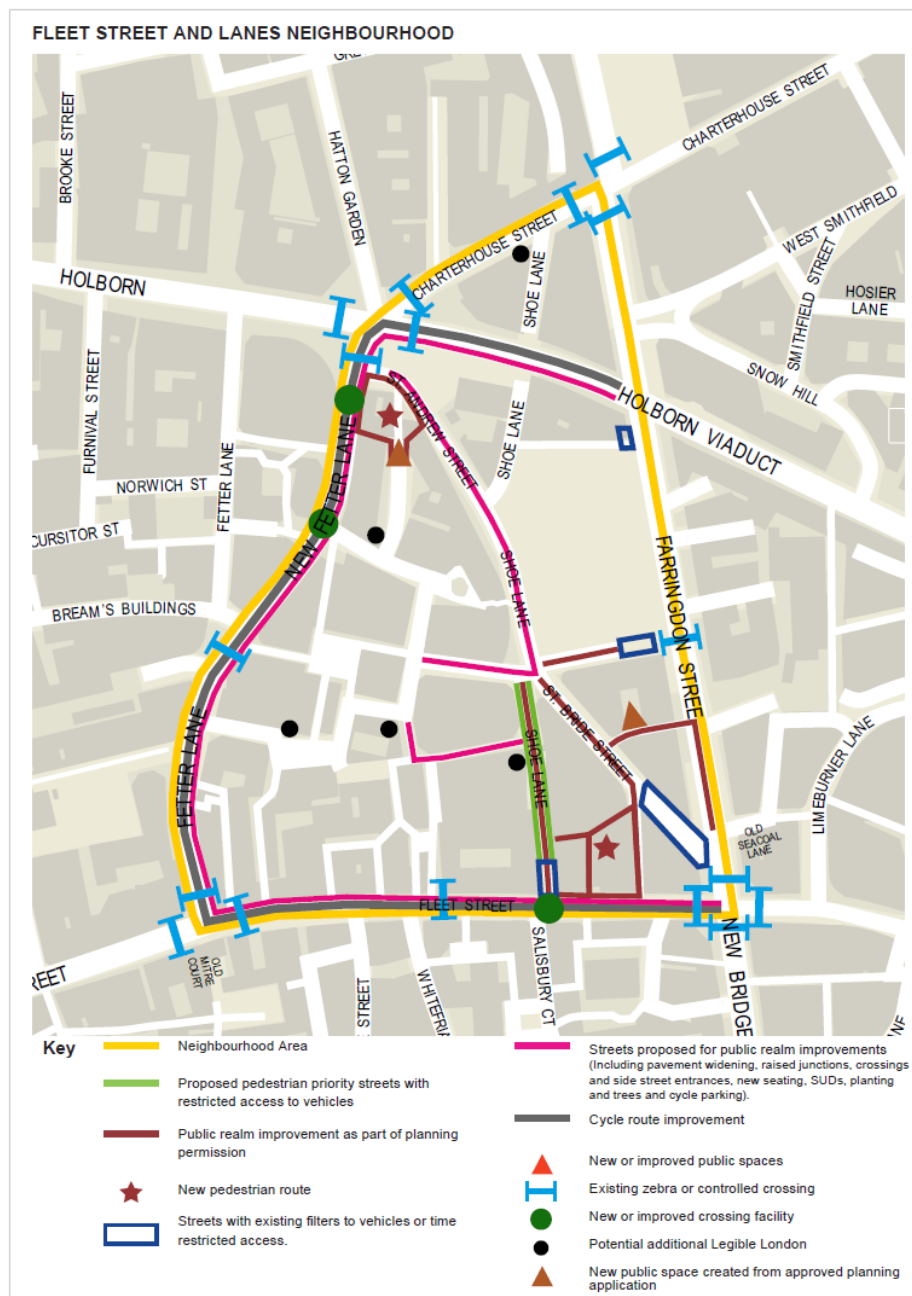 FLEET STREET AND LANES NEIGHBOURHOOD
GRE
CHARTERHOUSE STREET
BROOKE STREET
HATTON GARDEN
WEST SMITHFIELD
CHARTERHOUSE STREET
SHOE LANE
SMITHFIELD STREET
HOLBORN
HOSIER
LANE
SNOW HILL
FURNIVAL STREET
ST. ANDREW STREET
HOLBORN VIADUCT
SHOE LANE
FETTER LANE
NEW FETTER LANE
NORWICH ST
CURSITOR ST
FARRINGDON STREE
SHOE LANE
BREAM'S BUILDINGS
ST. BRIDE STREET
SHOE LANE
LIMEBURNER LANE
FETTER LANE
OLD
SEACOAL
LANE
FLEET STREET
NEW BRIDGE
REET
OLD
MITRE
COURT
E STREET
WHITEFRIA
SALISBURY CT
ANE
Key
Neighbourhood Area
Proposed pedestrian priority streets with
restricted access to vehicles
Public realm improvement as part of planning
permission
New pedestrian route
Streets with existing filters to vehicles or time
restricted access.
Streets proposed for public realm improvements
(Including pavement widening, raised junctions, crossings
and side street entrances, new seating, SUDs, planting
and trees and cycle parking).
Cycle route improvement
New or improved public spaces
Existing zebra or controlled crossing
New or improved crossing facility
Potential additional Legible London
New public space created from approved planning
application